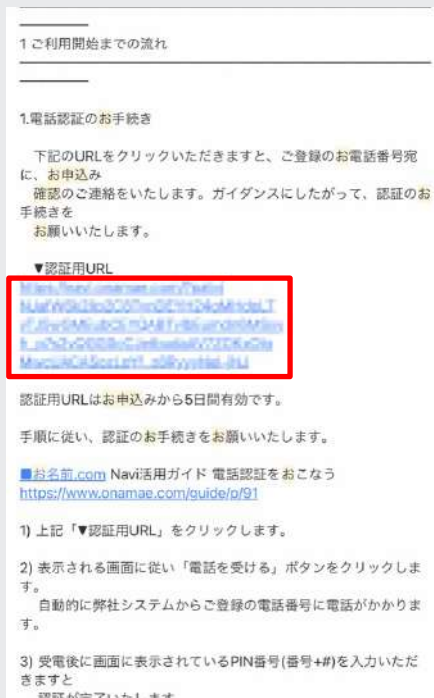 1 ご利用開始までの流れ
1.電話認証のお手続き
下記のURLをクリックいただきますと、ご登録のお電話番号宛
に、お申込み
確認のご連絡をいたします。ガイダンスにしたがって、認証のお
手続きを
お願いいたします。
▼認証用URL
認証用URLはお申込みから5日間有効です。
手順に従い、認証のお手続きをお願いいたします。
■お名前.com Navi活用ガイド 電話認証をおこなう
https://www.onamae.com/guide/p/91
1) 上記「▼認証用URL」をクリックします。
2) 表示される画面に従い「電話を受ける」ボタンをクリックしま
す。
自動的に弊社システムからご登録の電話番号に電話がかかりま
す。
3) 受電後に画面に表示されているPIN番号(番号+#)を入力いただ
きますと
認証が完了いたします